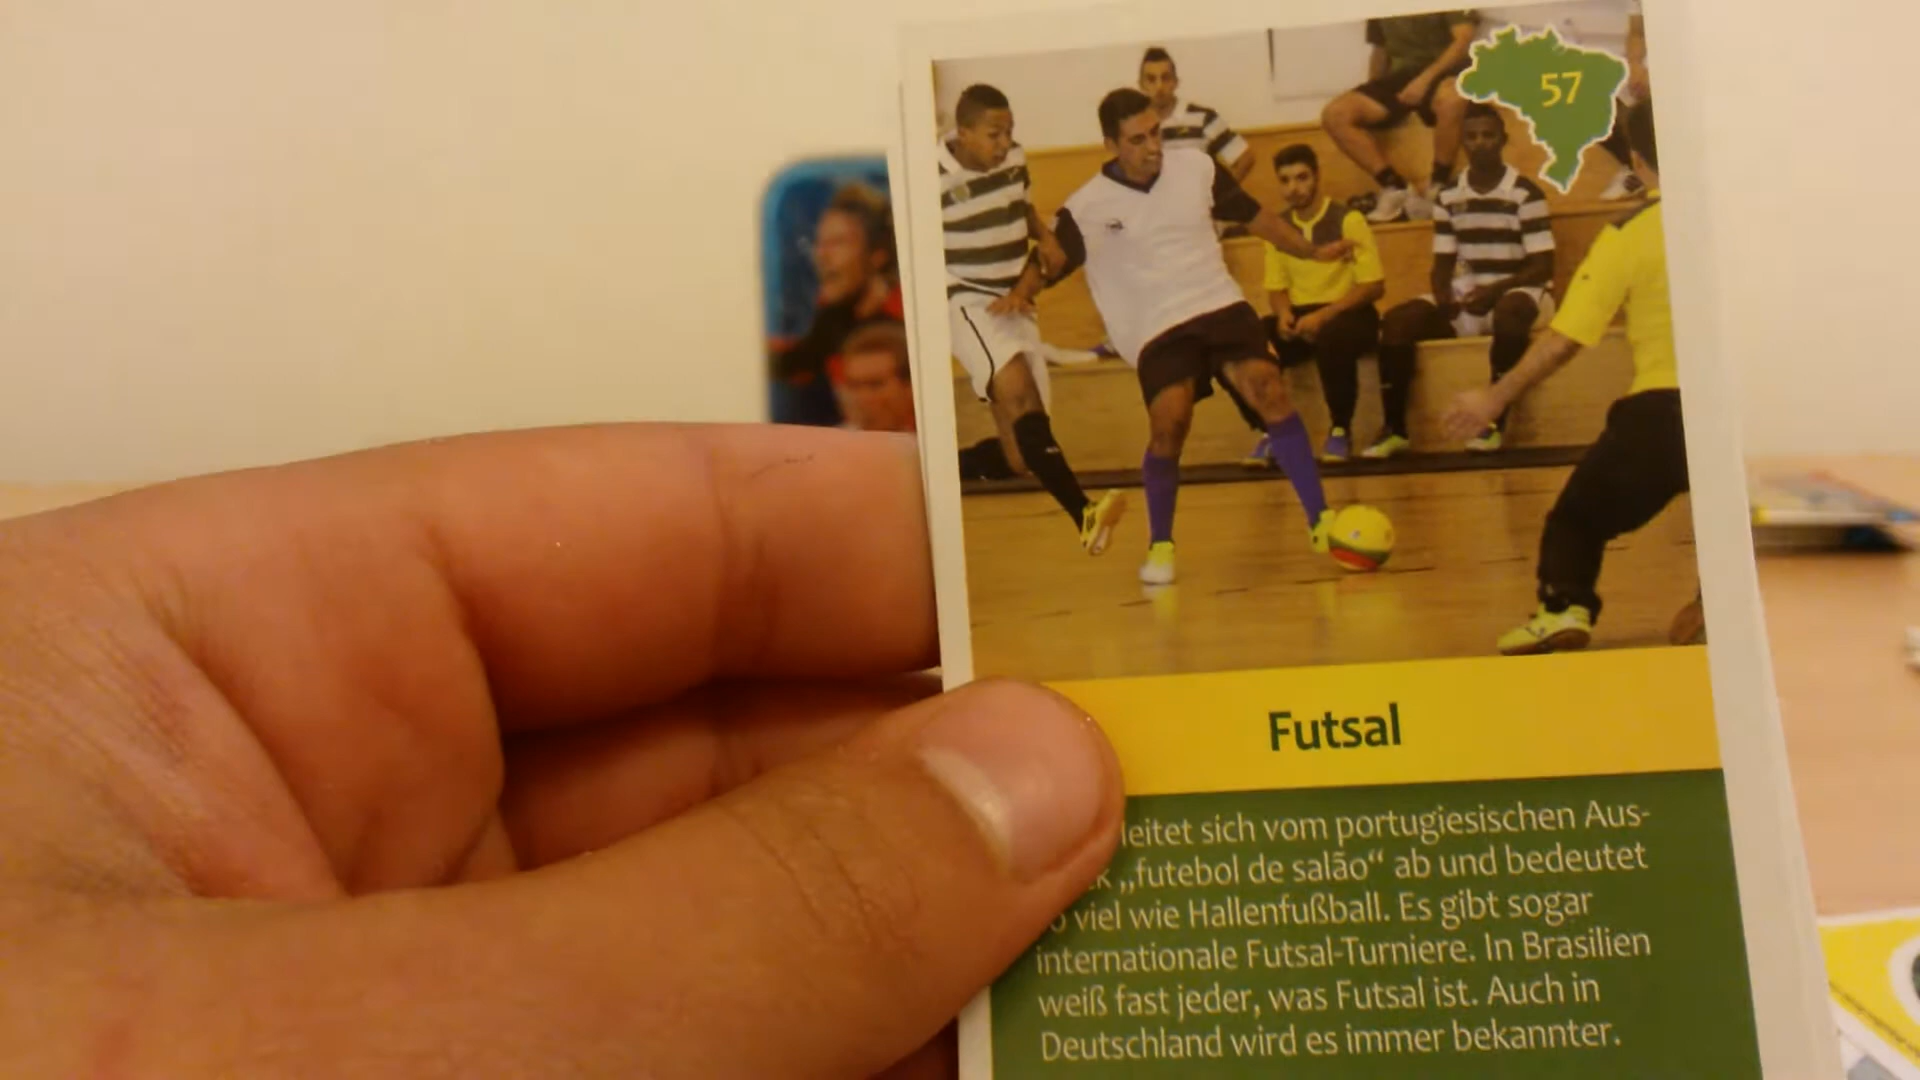 57
Futsal
leitet sich vom portugiesischen Aus-
„futebol de salão“ ab und bedeutet
viel wie Hallenfußball. Es gibt sogar
internationale Futsal-Turniere. In Brasilien
weiß fast jeder, was Futsal ist. Auch in
Deutschland wird es immer bekannter.